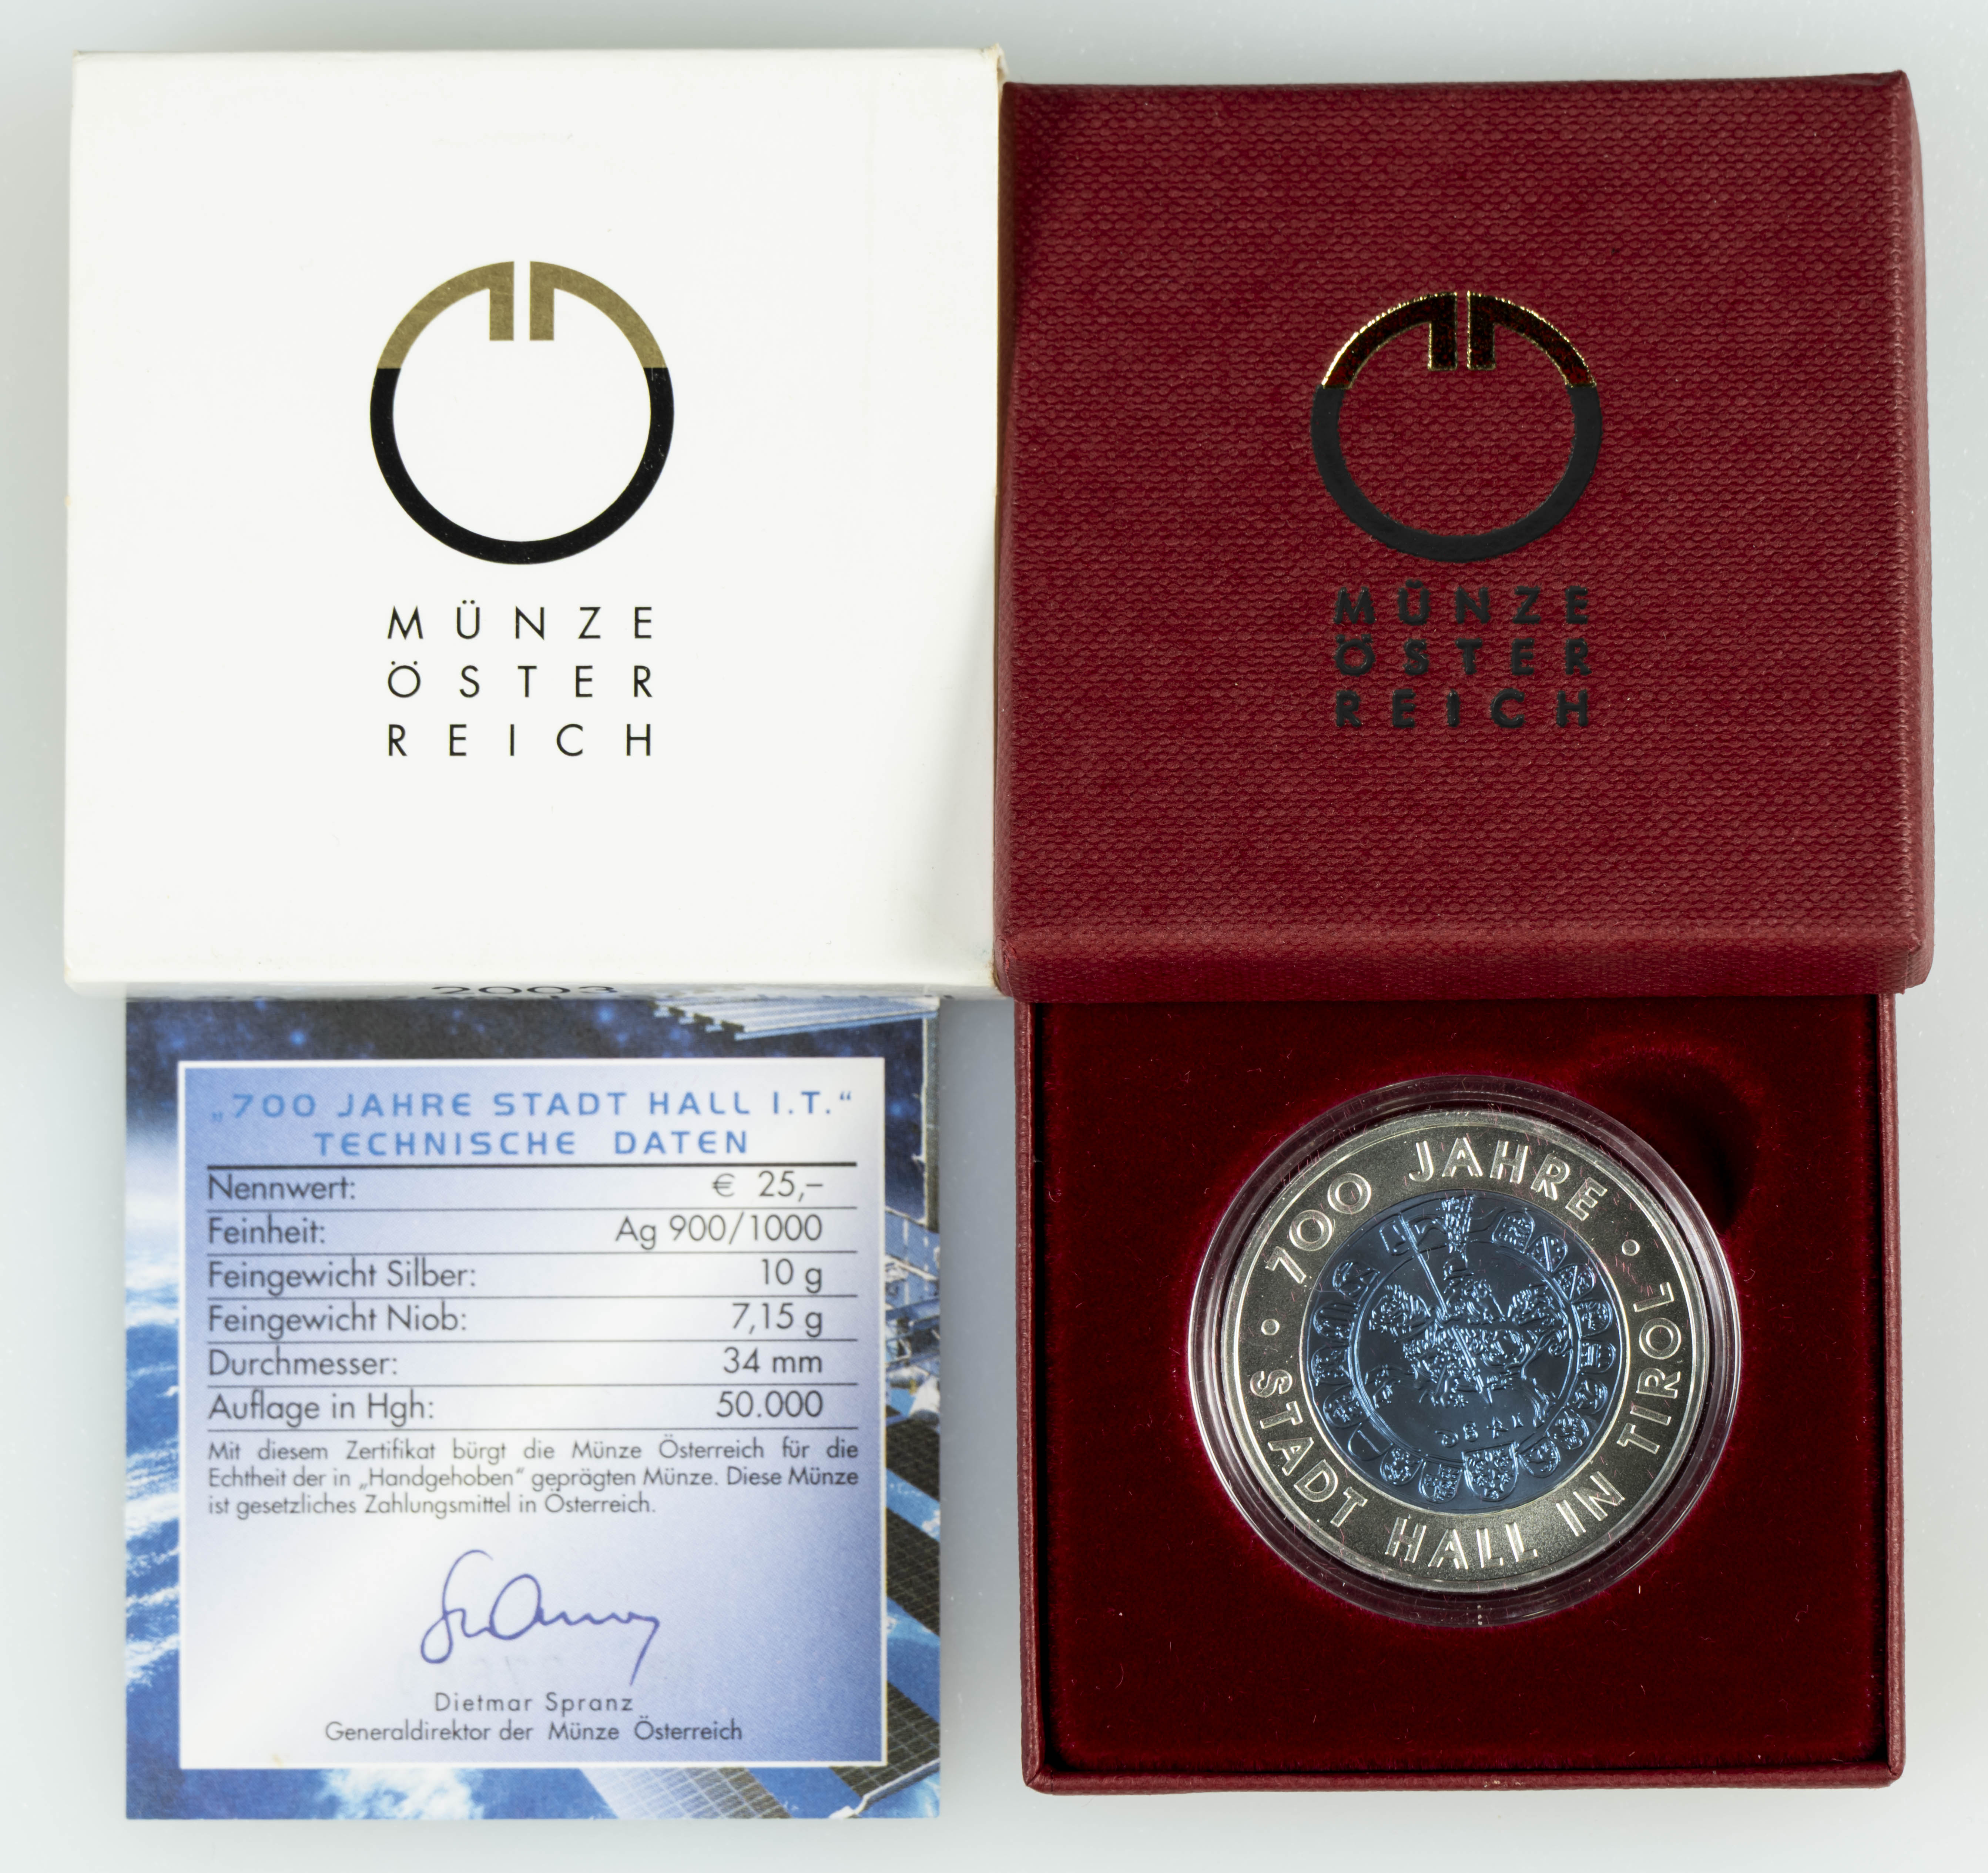 MÜNZE
ÖSTER
REICH
MÜNZE
ÖSTER
REICH
2003
„700 JAHRE STADT HALL I.T.“
TECHNISCHE DATEN
Nennwert: € 25,–
Feinheit: Ag 900/1000
Feingewicht Silber: 10 g
Feingewicht Niob: 7,15 g
Durchmesser: 34 mm
Auflage in Hgh: 50.000
Mit diesem Zertifikat bürgt die Münze Österreich für die
Echtheit der in „Handgehoben“ geprägten Münze. Diese Münze
ist gesetzliches Zahlungsmittel in Österreich.
Dietmar Spranz
Generaldirektor der Münze Österreich
700 JAHRE •
STADT HALL IN TIROL •